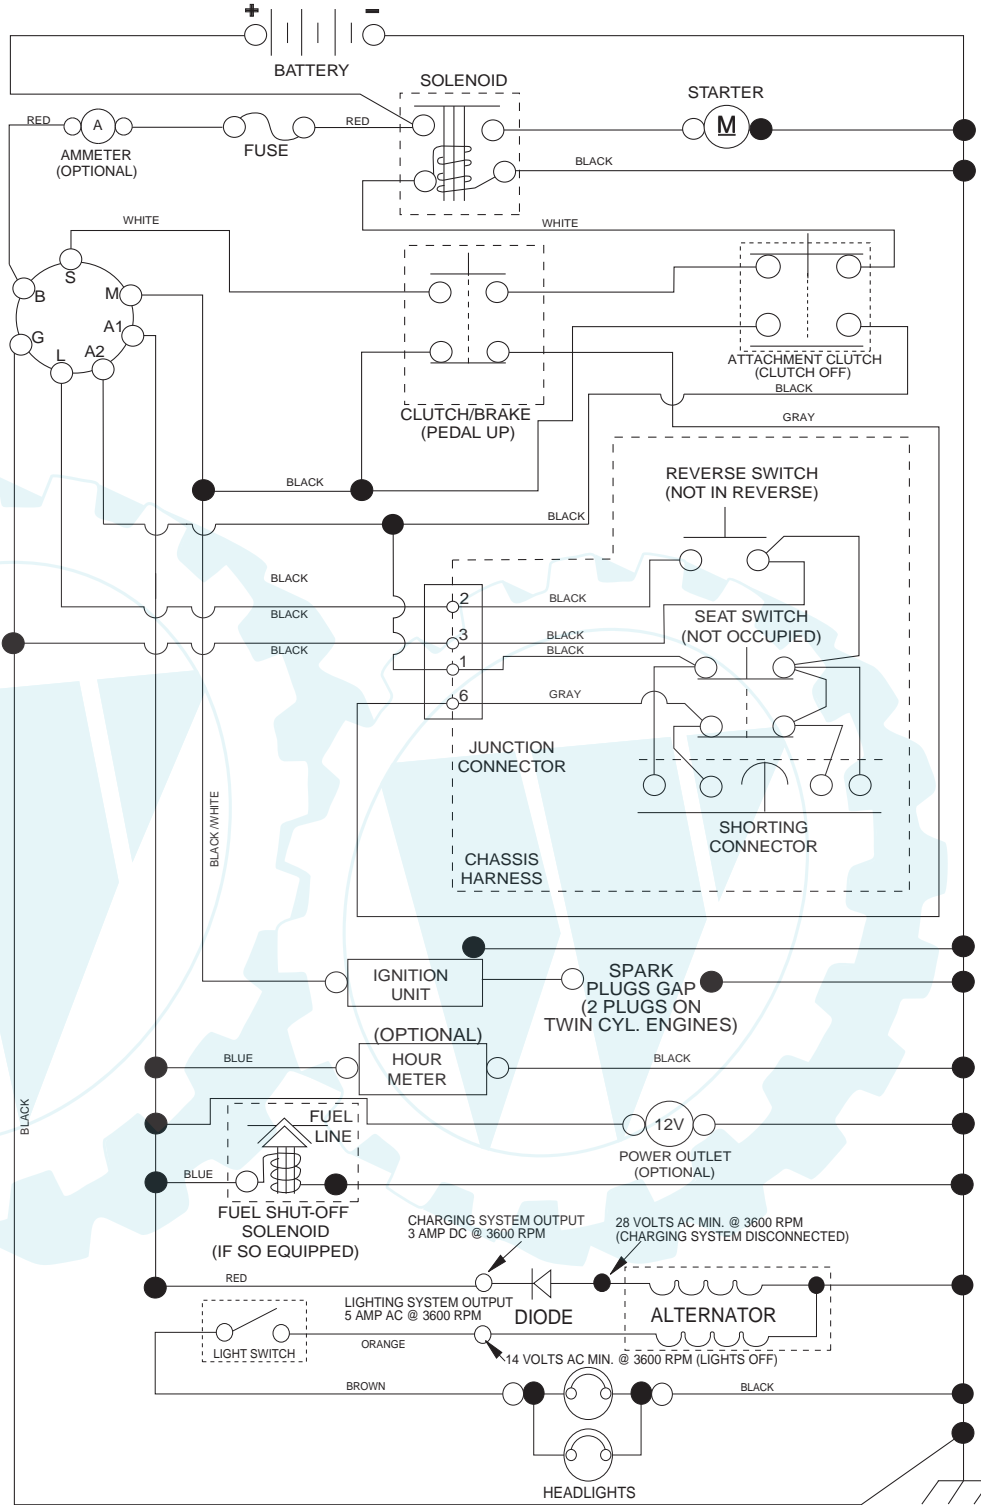 + -
BATTERY
SOLENOID
STARTER
RED
A
RED
M
AMMETER
(OPTIONAL)
FUSE
BLACK
WHITE
WHITE
S
B
M
G
A1
L
A2
ATTACHMENT CLUTCH
(CLUTCH OFF)
BLACK
CLUTCH/BRAKE
(PEDAL UP)
GRAY
REVERSE SWITCH
(NOT IN REVERSE)
BLACK
BLACK
BLACK
2
BLACK
BLACK
SEAT SWITCH
(NOT OCCUPIED)
3
BLACK
BLACK
BLACK
1
6
GRAY
JUNCTION
CONNECTOR
SHORTING
CONNECTOR
BLACK /WHITE
CHASSIS
HARNESS
IGNITION
UNIT
SPARK
PLUGS GAP
(2 PLUGS ON
TWIN CYL. ENGINES)
(OPTIONAL)
HOUR
METER
BLUE
BLACK
BLACK
FUEL
LINE
12V
POWER OUTLET
(OPTIONAL)
BLUE
FUEL SHUT-OFF
SOLENOID
(IF SO EQUIPPED)
CHARGING SYSTEM OUTPUT
3 AMP DC @ 3600 RPM
28 VOLTS AC MIN. @ 3600 RPM
(CHARGING SYSTEM DISCONNECTED)
RED
LIGHTING SYSTEM OUTPUT
5 AMP AC @ 3600 RPM
DIODE
ALTERNATOR
LIGHT SWITCH
ORANGE
14 VOLTS AC MIN. @ 3600 RPM (LIGHTS OFF)
BROWN
BLACK
HEADLIGHTS